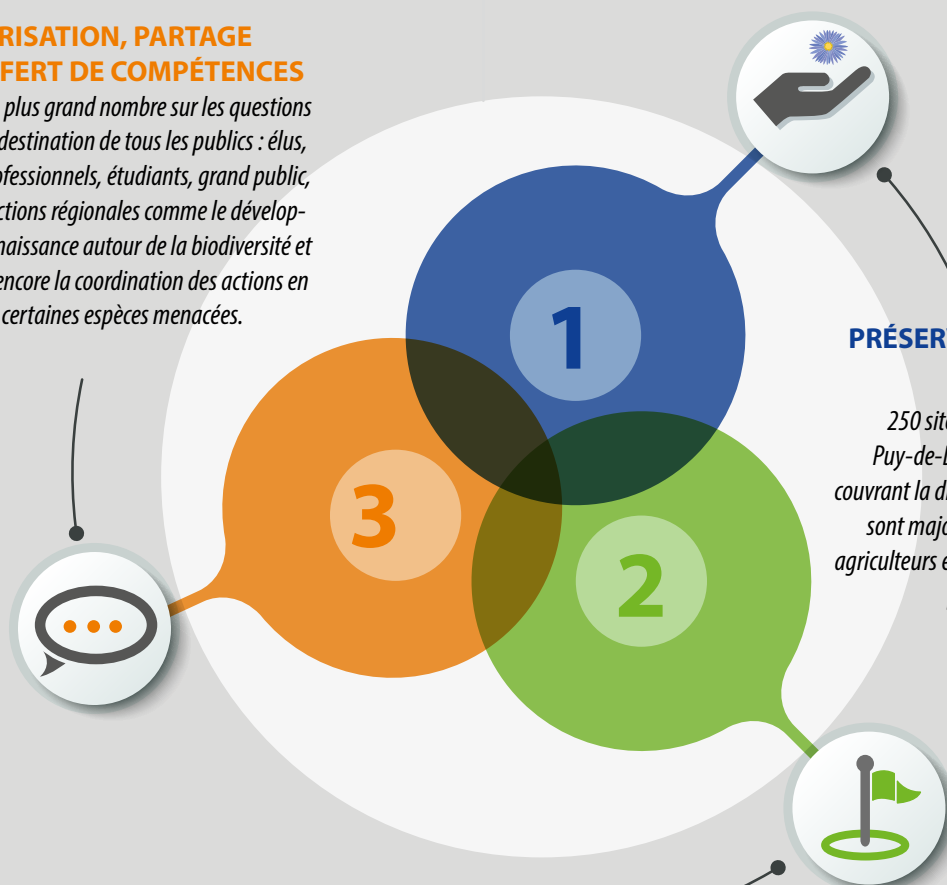 RISATION, PARTAGE
FERT DE COMPÉTENCES
plus grand nombre sur les questions
destination de tous les publics : élus,
ofessionnels, étudiants, grand public,
ctions régionales comme le dévelop-
naissance autour de la biodiversité et
encore la coordination des actions en
certaines espèces menacées.
1
PRÉSER
250 site
Puy-de-
couvrant la d
sont majo
agriculteurs e
3
2